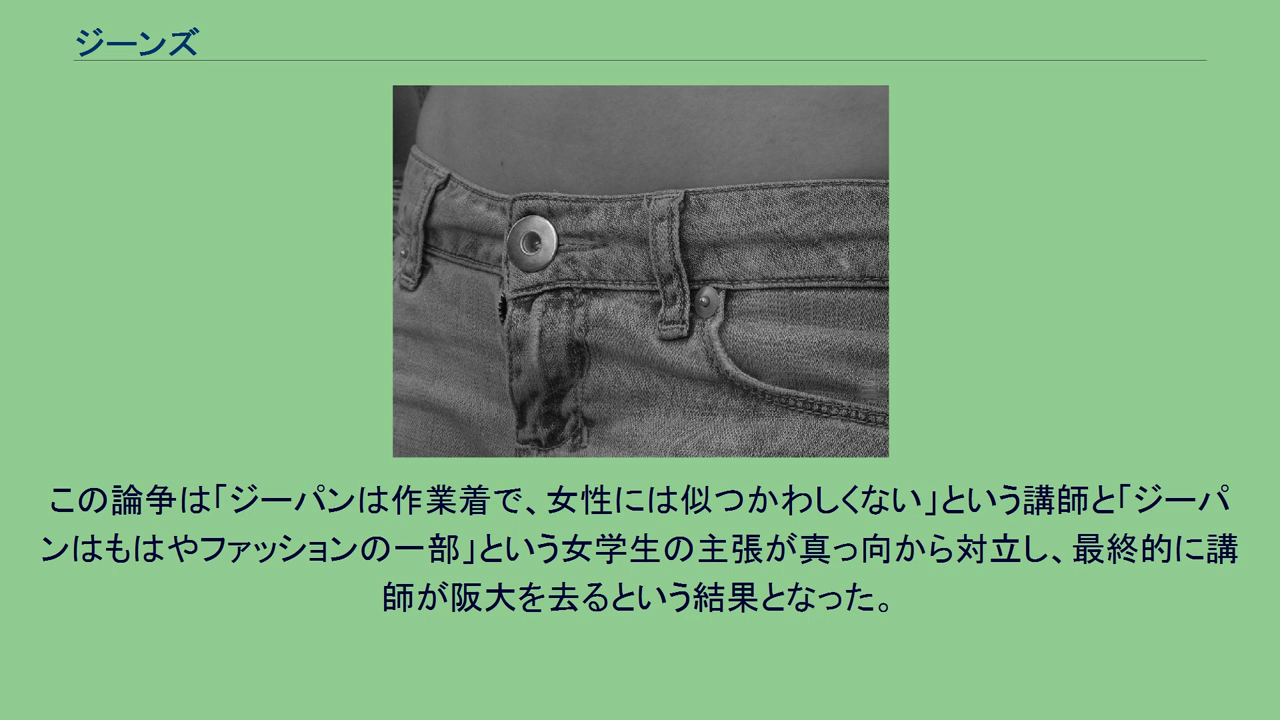 ジーンズ
この論争は「ジーパンは作業着で、女性には似つかわしくない」という講師と「ジーパ
ンはもはやファッションの一部」という女学生の主張が真っ向から対立し、最終的に講
師が阪大を去るという結果となった。